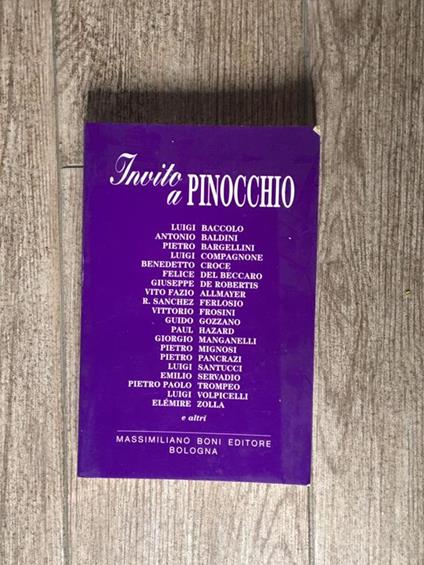 Invito
a PINOCCHIO
LUIGI BACCOLO
ANTONIO BALDINI
PIETRO BARGELLINI
LUIGI COMPAGNONE
BENEDETTO CROCE
FELICE DEL BECCARO
GIUSEPPE DE ROBERTIS
VITO FAZIO ALLMAYER
R. SANCHEZ FERLOSIO
VITTORIO FROSINI
GUIDO GOZZANO
PAUL HAZARD
GIORGIO MANGANELLI
PIETRO MIGNOSI
PIETRO PANCRAZI
LUIGI SANTUCCI
EMILIO SERVADIO
PIETRO PAOLO TROMPEO
LUIGI VOLPICELLI
ELÉMIRE ZOLLA
e altri
MASSIMILIANO BONI EDITORE
BOLOGNA